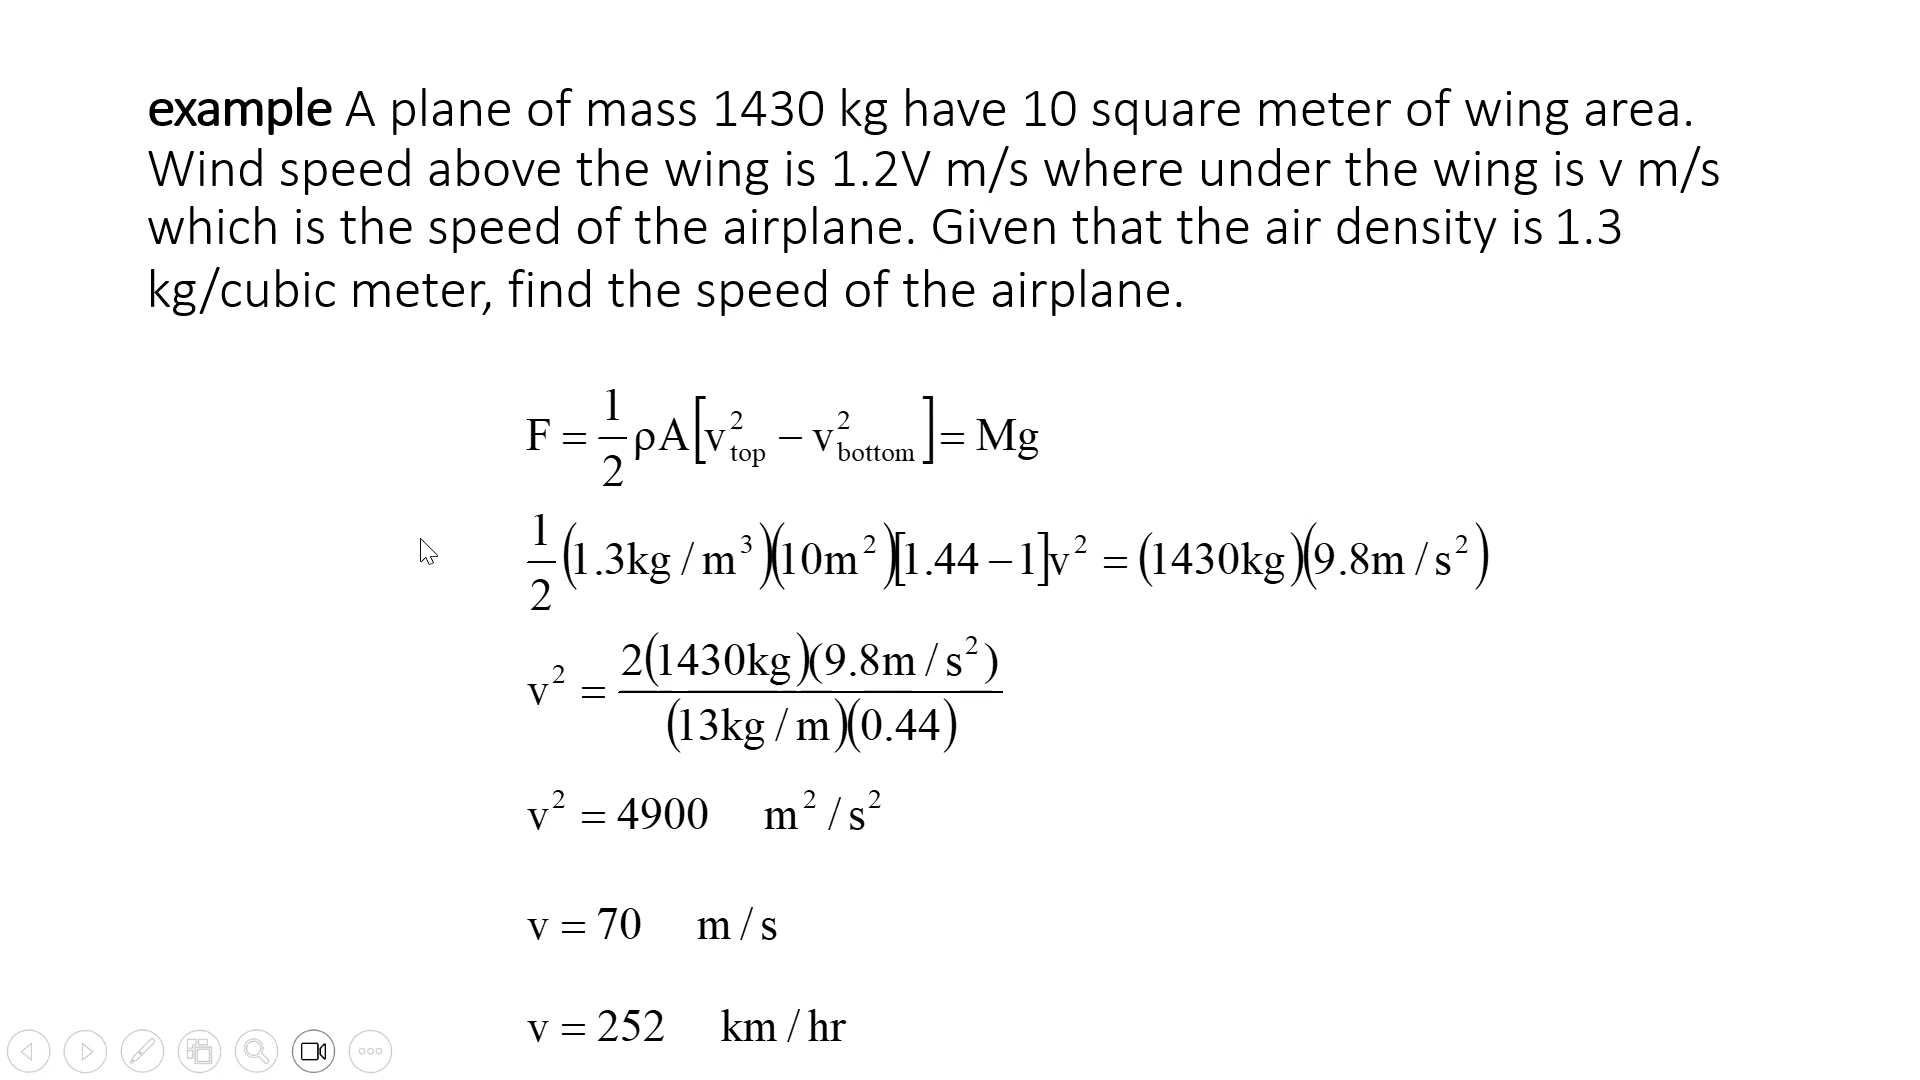 example A plane of mass 1430 kg have 10 square meter of wing area.
Wind speed above the wing is 1.2V m/s where under the wing is v m/s
which is the speed of the airplane. Given that the air density is 1.3
kg/cubic meter, find the speed of the airplane.
F = 1/2 ρA[v²top − v²bottom] = Mg
1/2 (1.3kg / m³)(10m²)[1.44 − 1]v² = (1430kg)(9.8m / s²)
v² = 2(1430kg)(9.8m / s²) / (13kg / m)(0.44)
v² = 4900 m² / s²
v = 70 m / s
v = 252 km / hr